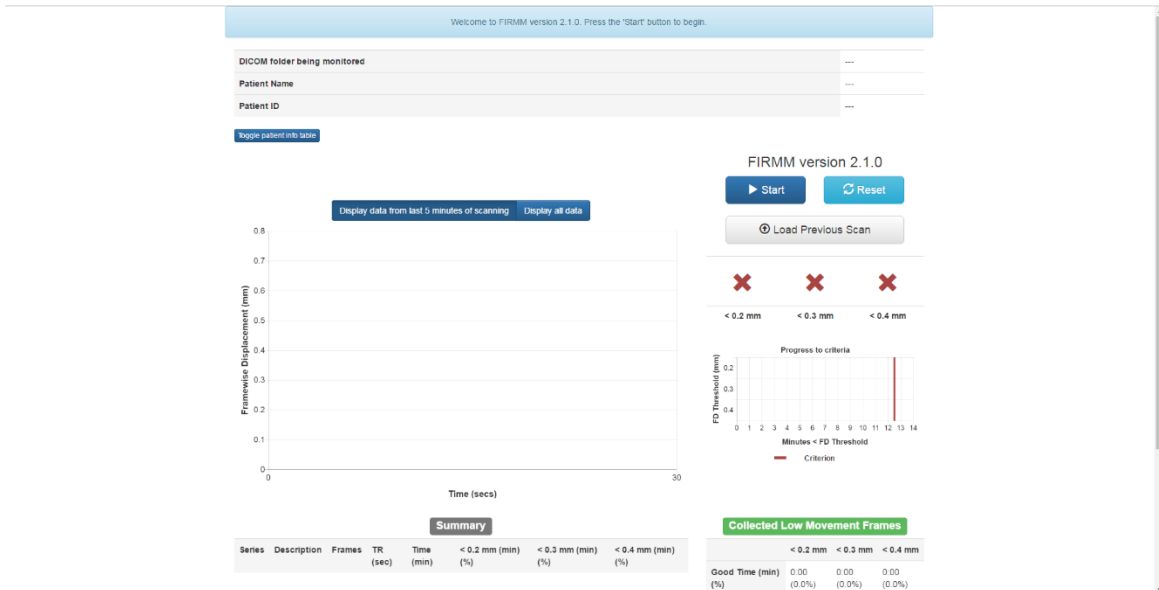 Welcome to FIRMM version 2.1.0. Press the 'Start' button to begin.
DICOM folder being monitored ---
Patient Name ---
Patient ID ---
Toggle patient info table
FIRMM version 2.1.0
Start Reset
Load Previous Scan
Display data from last 5 minutes of scanning Display all data
0.8
0.7
0.6
0.5
0.4
0.3
0.2
0.1
0
Framewise Displacement (mm)
0 30
Time (secs)
< 0.2 mm < 0.3 mm < 0.4 mm
Progress to criteria
FD Threshold (mm)
0.2
0.3
0.4
0 1 2 3 4 5 6 7 8 9 10 11 12 13 14
Minutes < FD Threshold
Criterion
Summary
Series Description Frames TR (sec) Time (min) < 0.2 mm (min) (%) < 0.3 mm (min) (%) < 0.4 mm (min) (%)
Collected Low Movement Frames
< 0.2 mm < 0.3 mm < 0.4 mm
Good Time (min) (%) 0:00 (0.0%) 0:00 (0.0%) 0:00 (0.0%)